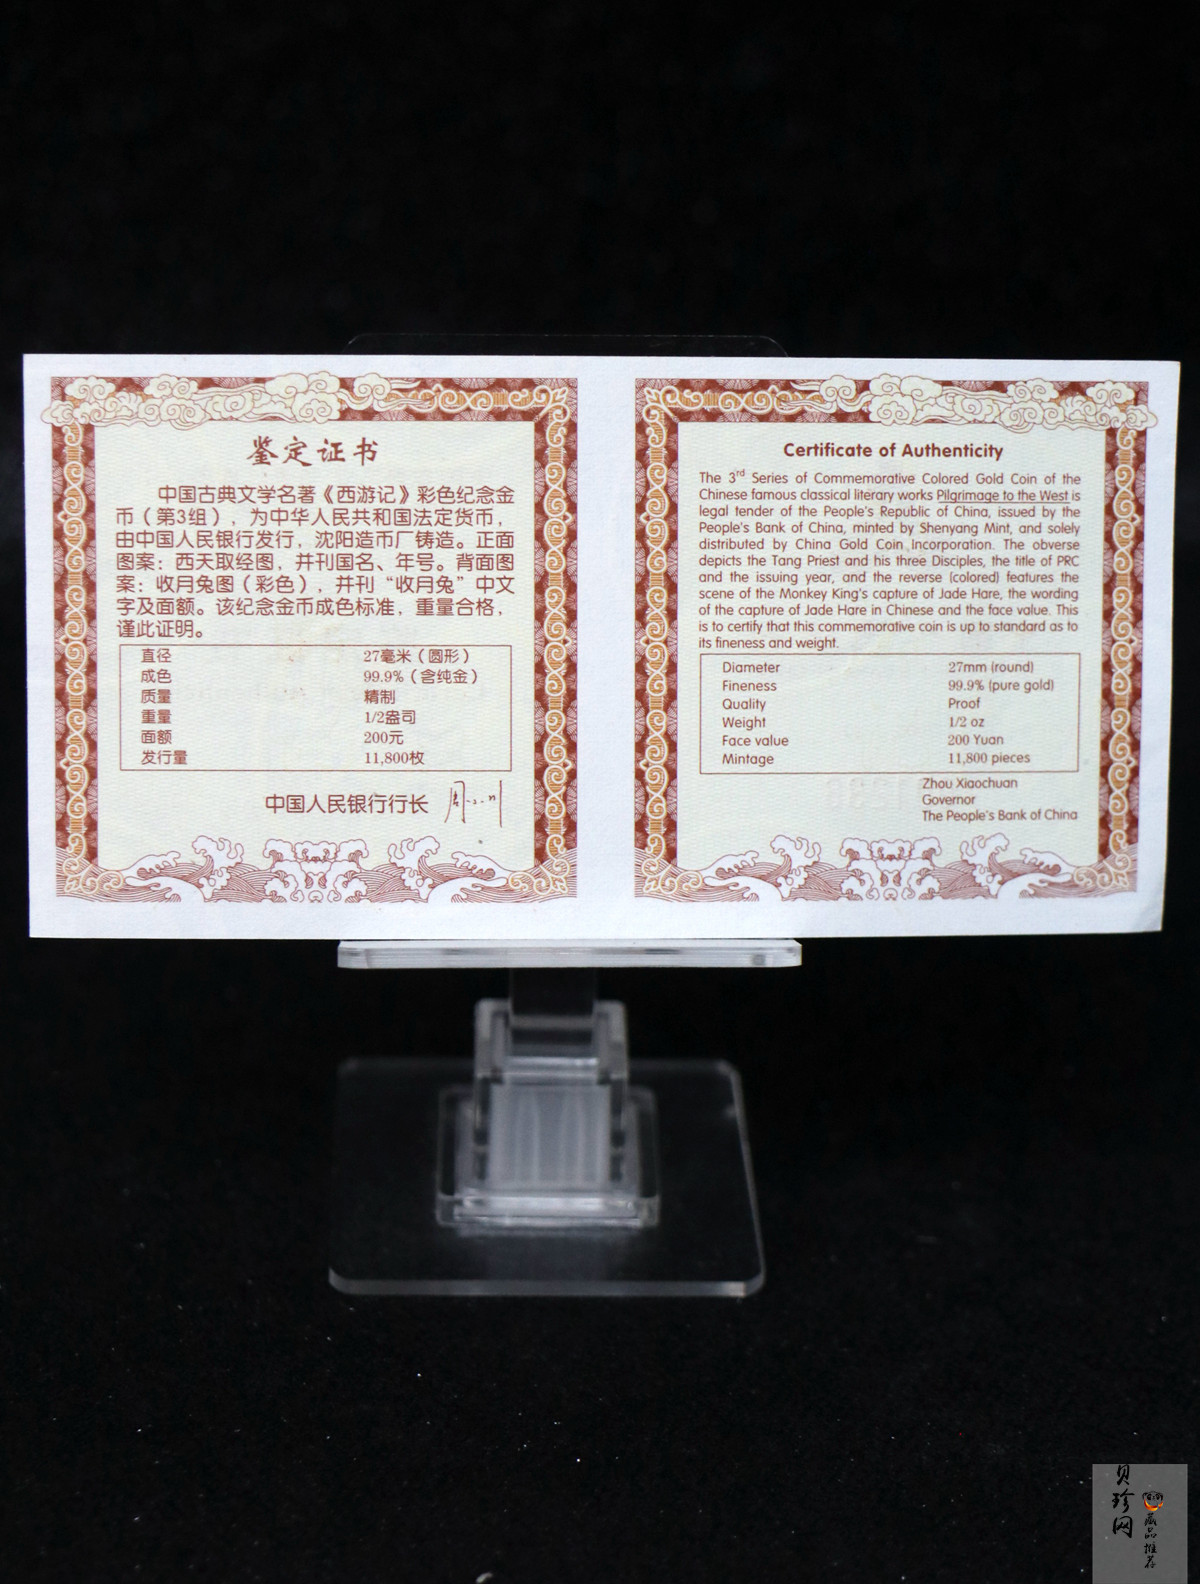 鉴定证书
中国古典文学名著《西游记》彩色纪念金
币（第3组），为中华人民共和国法定货币，
由中国人民银行发行，沈阳造币厂铸造。正面
图案：西天取经图，并刊国名、年号。背面图
案：收月兔图（彩色），并刊“收月兔”中文
字及面额。该纪念金币成色标准，重量合格，
谨此证明。
直径 27毫米（圆形）
成色 99.9%（含纯金）
质量 精制
重量 1/2盎司
面额 200元
发行量 11,800枚
中国人民银行行长
Certificate of Authenticity
The 3rd Series of Commemorative Colored Gold Coin of the
Chinese famous classical literary works Pilgrimage to the West is
legal tender of the People's Republic of China, issued by the
People's Bank of China, minted by Shenyang Mint, and solely
distributed by China Gold Coin Incorporation. The obverse
depicts the Tang Priest and his three Disciples, the title of PRC
and the issuing year, and the reverse (colored) features the
scene of the Monkey King's capture of Jade Hare, the wording
of the capture of Jade Hare in Chinese and the face value. This
is to certify that this commemorative coin is up to standard as to
its fineness and weight.
Diameter 27mm (round)
Fineness 99.9% (pure gold)
Quality Proof
Weight 1/2 oz
Face value 200 Yuan
Mintage 11,800 pieces
Zhou Xiaochuan
Governor
The People's Bank of China
贝珍网
藏品推荐